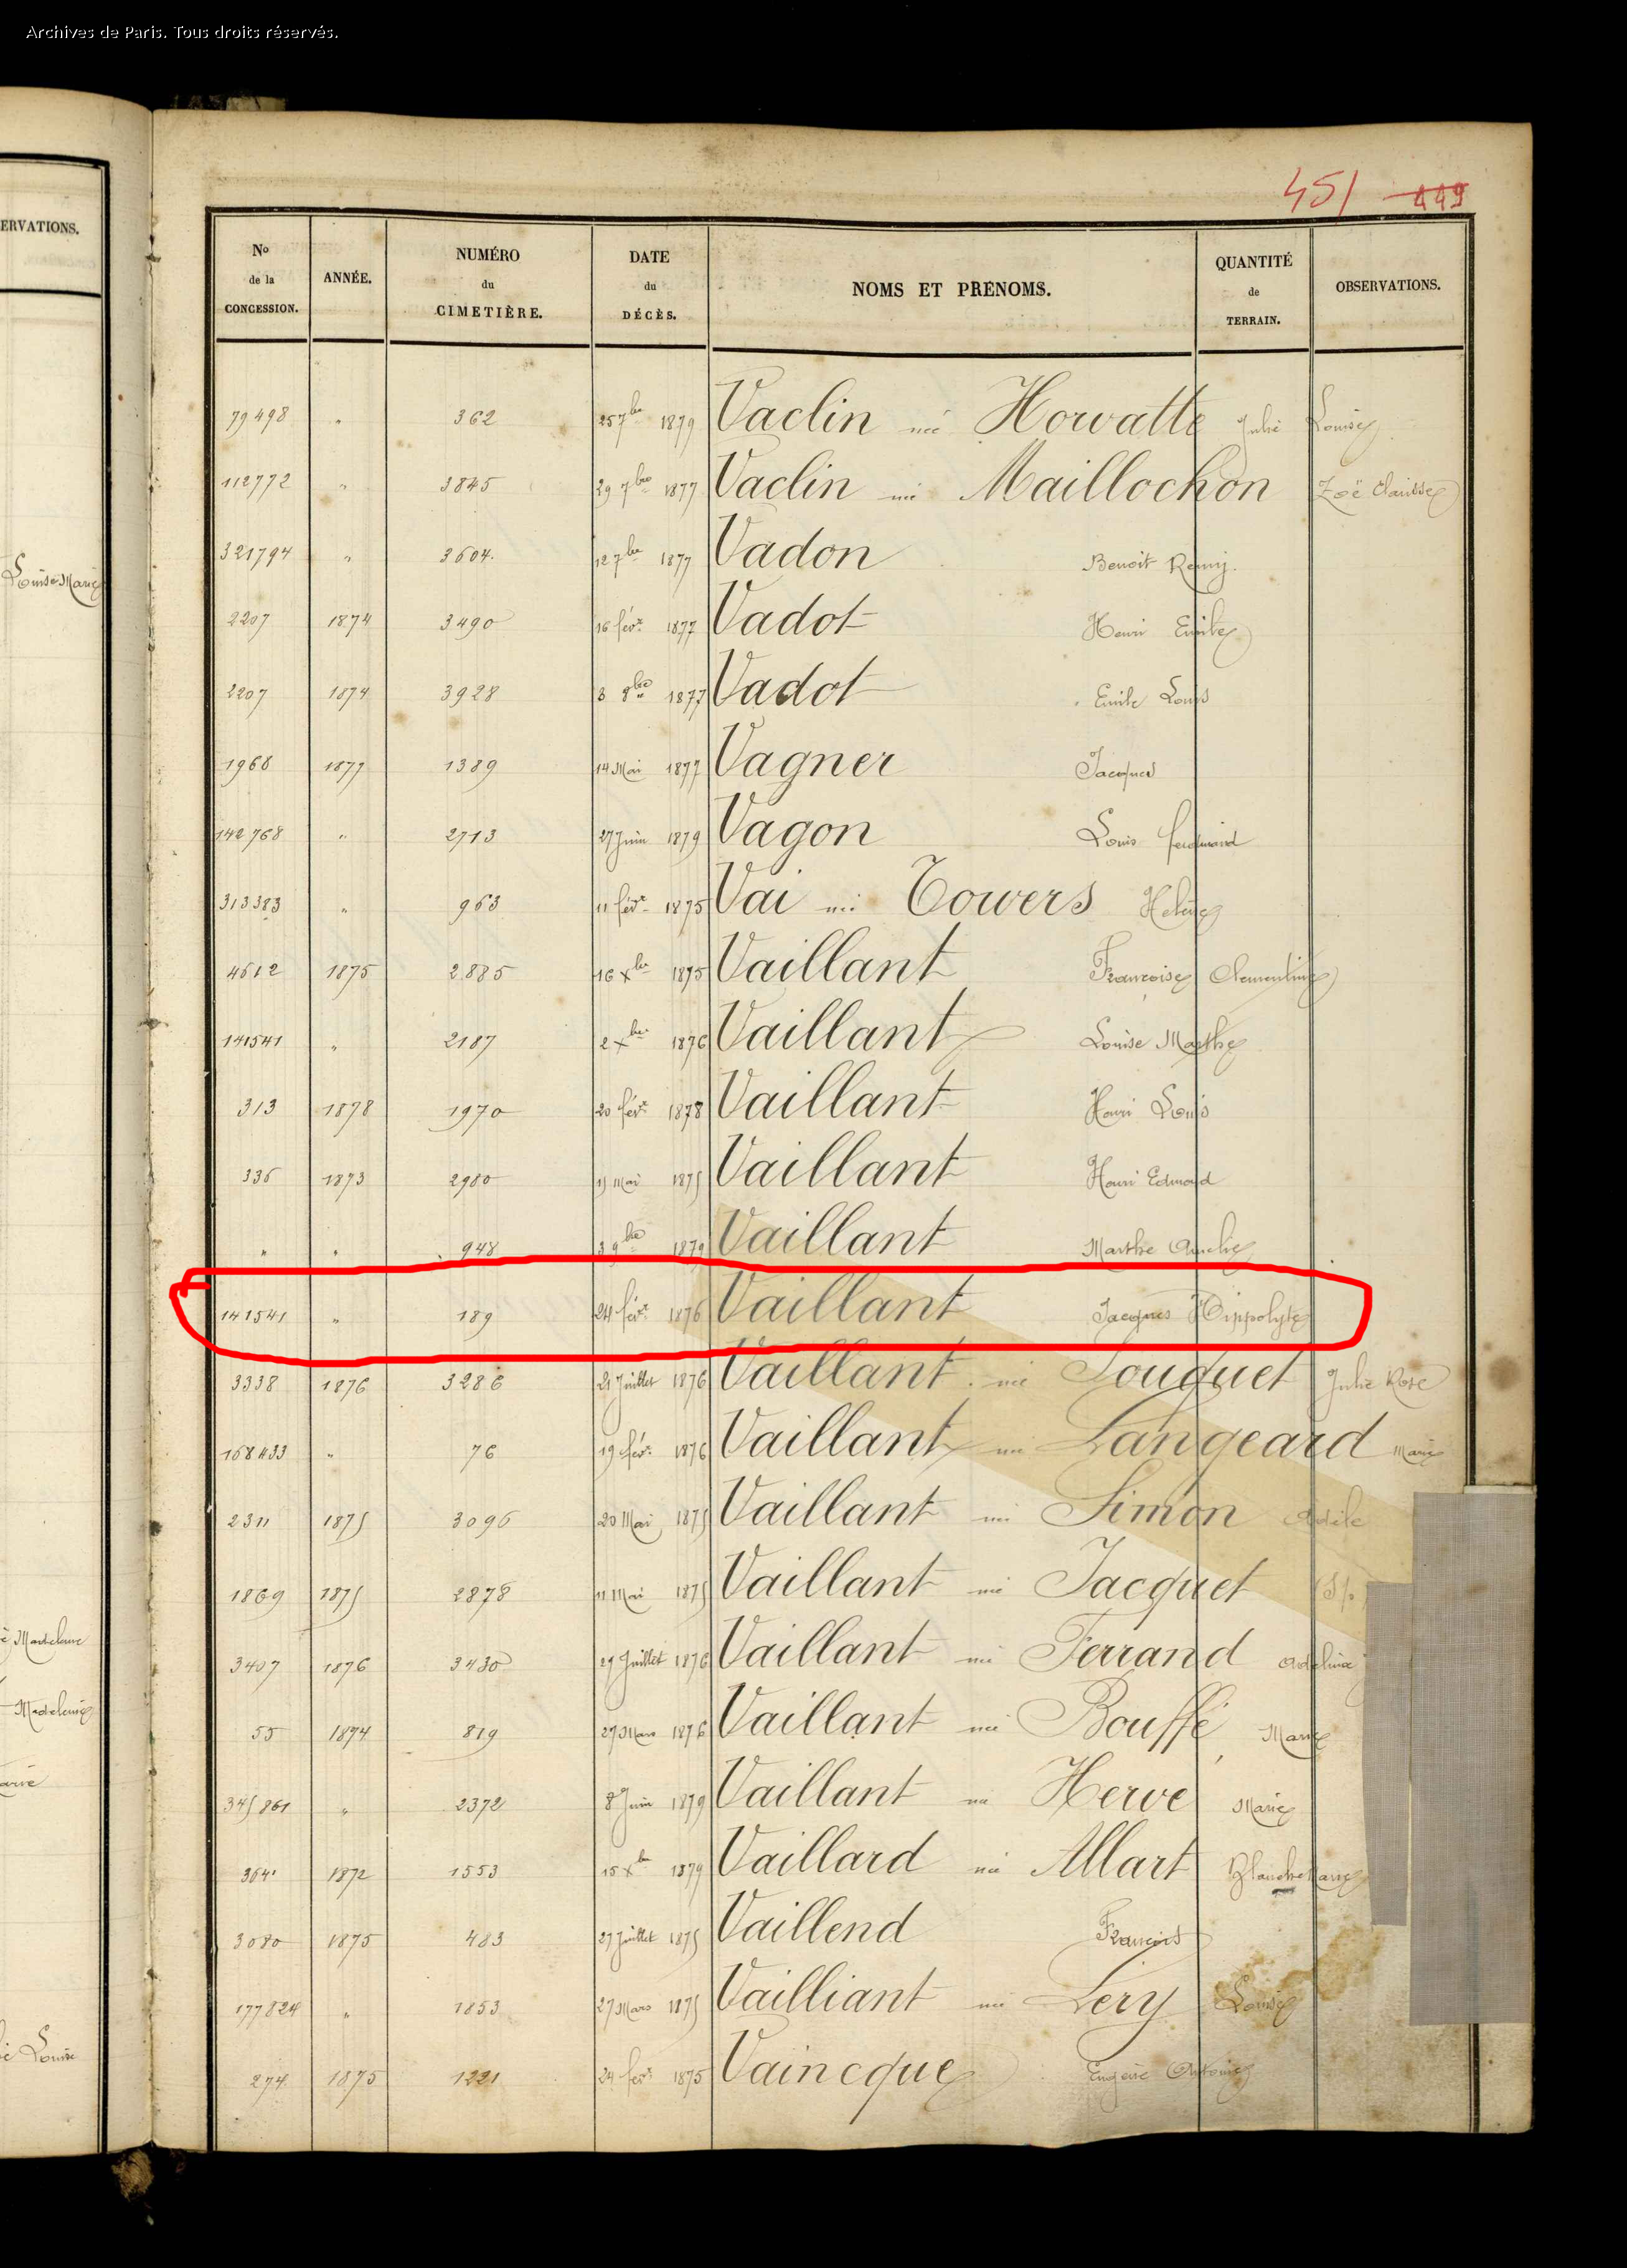 Archives de Paris. Tous droits réservés.
451 449
ERVATIONS.
No de la CONCESSION. ANNÉE. NUMÉRO du CIMETIÈRE. DATE du DÉCÈS. NOMS ET PRÉNOMS. QUANTITÉ de TERRAIN. OBSERVATIONS.
79498 " 362 25 7bre 1879 Vaclin née Horvatte Julie Louise
112772 " 3845 29 7bre 1877 Vaclin née Maillochon Zoë Clarisse
321794 " 3604. 12 7bre 1877 Vadon Benoit Remy.
Louise Marie
2207 1874 3490 16 févr. 1877 Vadot Henri Emile
2207 1874 3928 3 8bre 1877 Vadot Emile Louis
1968 1877 1389 14 Mai 1877 Vagner Jacques
142768 " 2713 27 Juin 1879 Vagon Louis ferdinand
313383 " 963 11 févr. 1875 Vai née Towers Helène
4612 1875 2885 16 Xbre 1875 Vaillant Françoise Clementine
141541 " 2187 2 Xbre 1876 Vaillant Louise Marthe
313 1878 1970 20 févr. 1878 Vaillant Henri Louis
336 1873 2980 Mai 1875 Vaillant Henri Edmond
" " 948 3 9bre 1879 Vaillant Marthe
141541 " 189 24 févr. 1876 Vaillant Jacques Hippolyte
3338 1876 3286 21 Juillet 1876 Vaillant née Jouquet Julie Rose
168433 " 76 19 févr. 1876 Vaillant née Langeard Marie
2311 1875 3096 20 Mai 1875 Vaillant née Simon Adèle
1869 1875 2878 11 Mai 1875 Vaillant née Jacquet
é Madelaine
3407 1876 3430 29 Juillet 1876 Vaillant née Ferrand Adelina
Madeleine
55 1874 819 27 Mars 1876 Vaillant née Bouffé Marie
arie
345861 " 2372 8 Juin 1879 Vaillant née Hervé Marie
364 1872 1553 15 Xbre 1879 Vaillard née Allart Blanche Marie
3080 1875 483 27 Juillet 1875 Vaillend François
177824 " 1853 27 Mars 1875 Vailliant née Lery Louise
Louise
274 1875 1221 24 févr. 1875 Vaincque Eugène Antoine